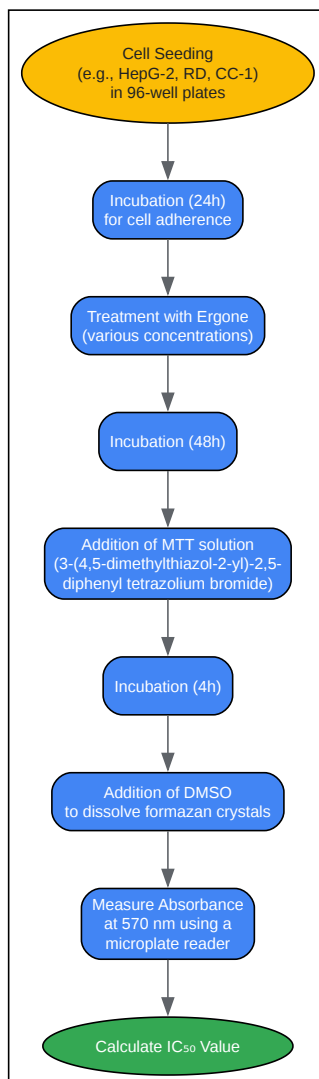 Cell Seeding
(e.g., HepG-2, RD, CC-1)
in 96-well plates
Incubation (24h)
for cell adherence
Treatment with Ergone
(various concentrations)
Incubation (48h)
Addition of MTT solution
(3-(4,5-dimethylthiazol-2-yl)-2,5-
diphenyl tetrazolium bromide)
Incubation (4h)
Addition of DMSO
to dissolve formazan crystals
Measure Absorbance
at 570 nm using a
microplate reader
Calculate IC₅₀ Value